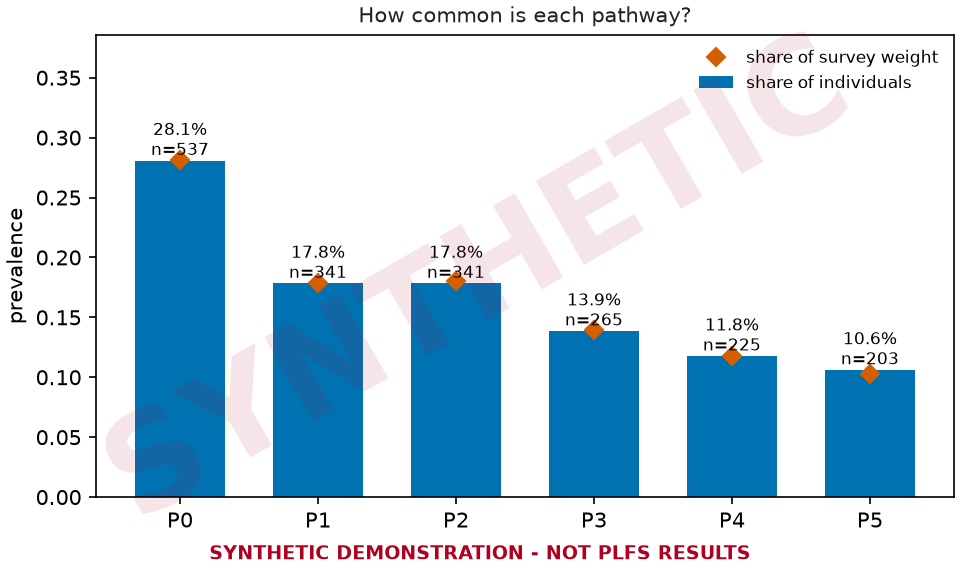 How common is each pathway?
share of survey weight
share of individuals
prevalence
0.35
0.30
0.25
0.20
0.15
0.10
0.05
0.00
28.1%
n=537
17.8%
n=341
17.8%
n=341
13.9%
n=265
11.8%
n=225
10.6%
n=203
P0 P1 P2 P3 P4 P5
SYNTHETIC
SYNTHETIC DEMONSTRATION - NOT PLFS RESULTS